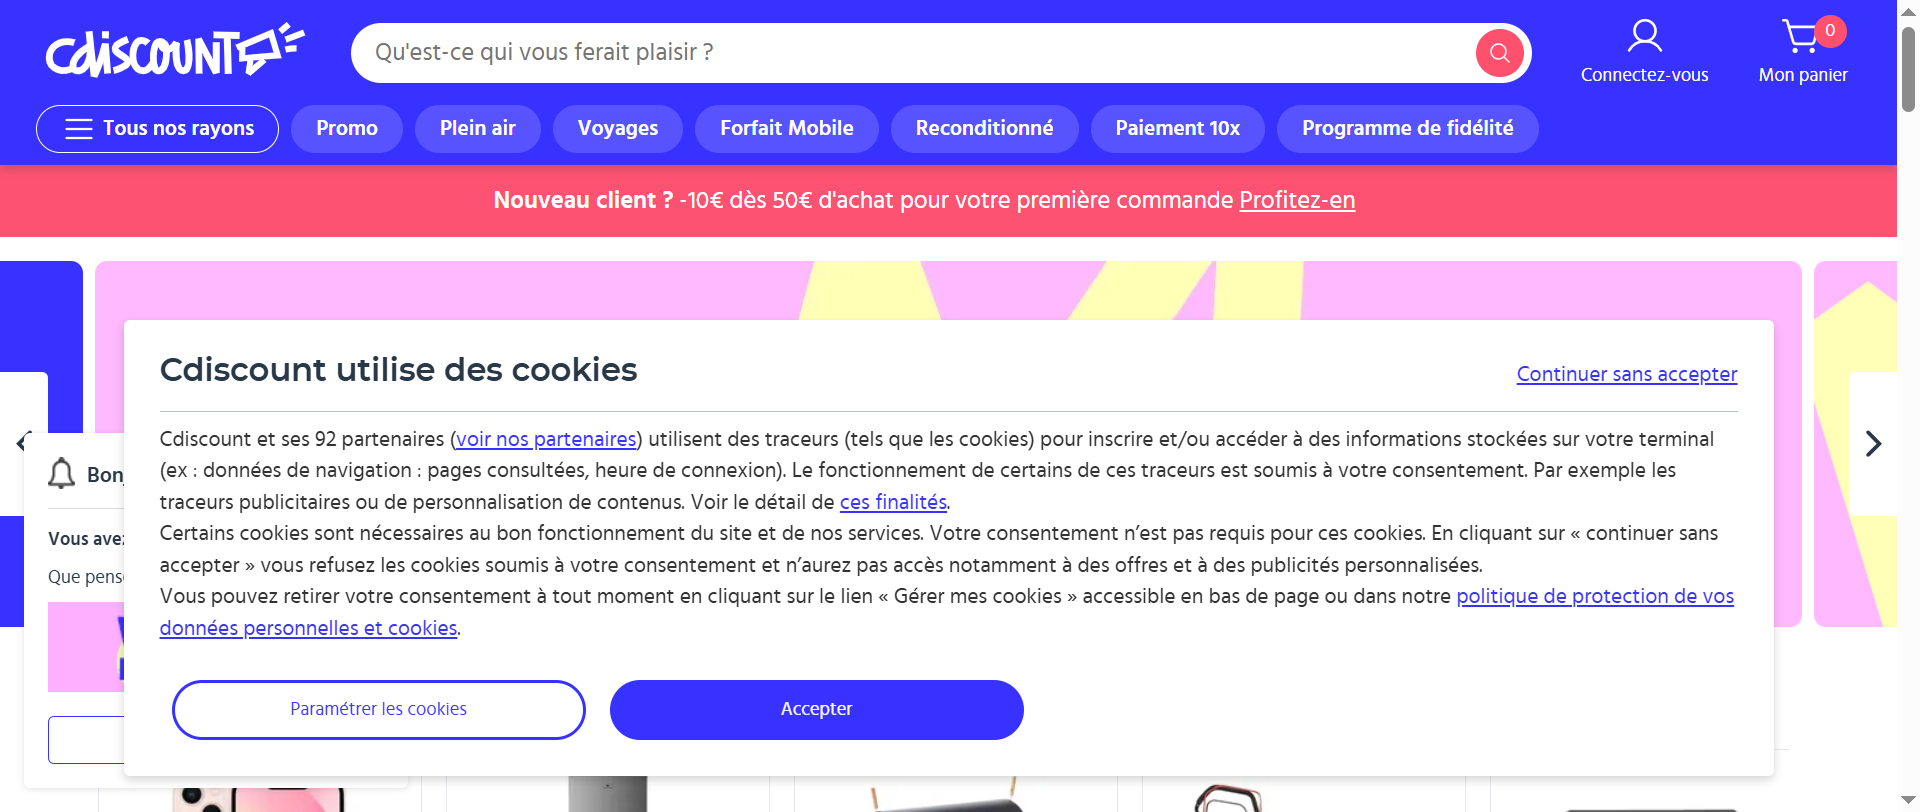 Cdiscount
Qu'est-ce qui vous ferait plaisir ?
Connectez-vous
0
Mon panier
Tous nos rayons
Promo
Plein air
Voyages
Forfait Mobile
Reconditionné
Paiement 10x
Programme de fidélité
Nouveau client ? -10€ dès 50€ d'achat pour votre première commande Profitez-en
Cdiscount utilise des cookies
Continuer sans accepter
Cdiscount et ses 92 partenaires (voir nos partenaires) utilisent des traceurs (tels que les cookies) pour inscrire et/ou accéder à des informations stockées sur votre terminal
(ex : données de navigation : pages consultées, heure de connexion). Le fonctionnement de certains de ces traceurs est soumis à votre consentement. Par exemple les
traceurs publicitaires ou de personnalisation de contenus. Voir le détail de ces finalités.
Certains cookies sont nécessaires au bon fonctionnement du site et de nos services. Votre consentement n’est pas requis pour ces cookies. En cliquant sur « continuer sans
accepter » vous refusez les cookies soumis à votre consentement et n’aurez pas accès notamment à des offres et à des publicités personnalisées.
Vous pouvez retirer votre consentement à tout moment en cliquant sur le lien « Gérer mes cookies » accessible en bas de page ou dans notre politique de protection de vos
données personnelles et cookies.
Paramétrer les cookies
Accepter
Vous
Que